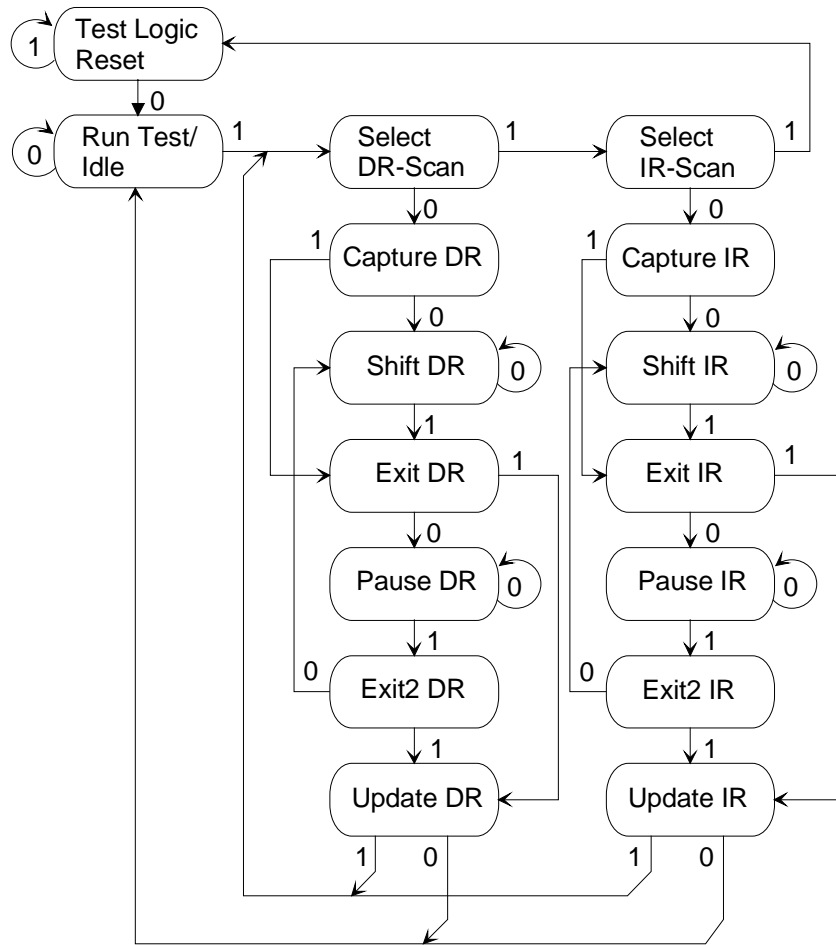 Test Logic
Reset
1
0
Run Test/
Idle
0
1
Select
DR-Scan
1
Select
IR-Scan
1
0
0
1
Capture DR
1
Capture IR
0
0
Shift DR
0
Shift IR
0
1
1
Exit DR
1
Exit IR
1
0
0
Pause DR
0
Pause IR
0
1
1
0
Exit2 DR
0
Exit2 IR
1
1
Update DR
Update IR
1
0
1
0